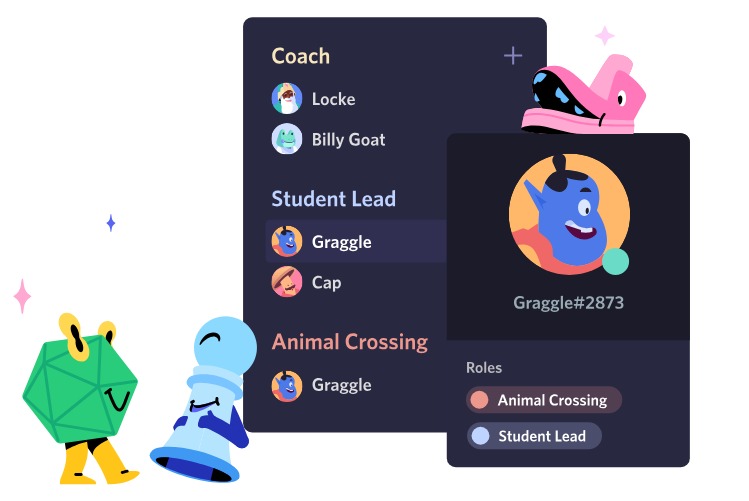 Coach
Locke
Billy Goat
Student Lead
Graggle
Cap
Animal Crossing
Graggle
Graggle#2873
Roles
Animal Crossing
Student Lead